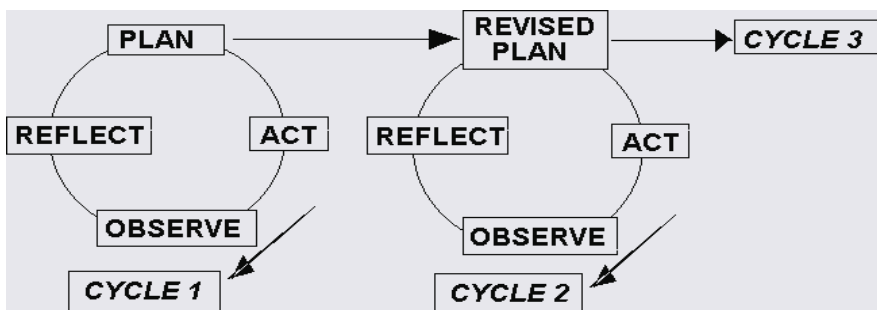 PLAN
REVISED
PLAN
CYCLE 3
REFLECT
ACT
REFLECT
ACT
OBSERVE
OBSERVE
CYCLE 1
CYCLE 2